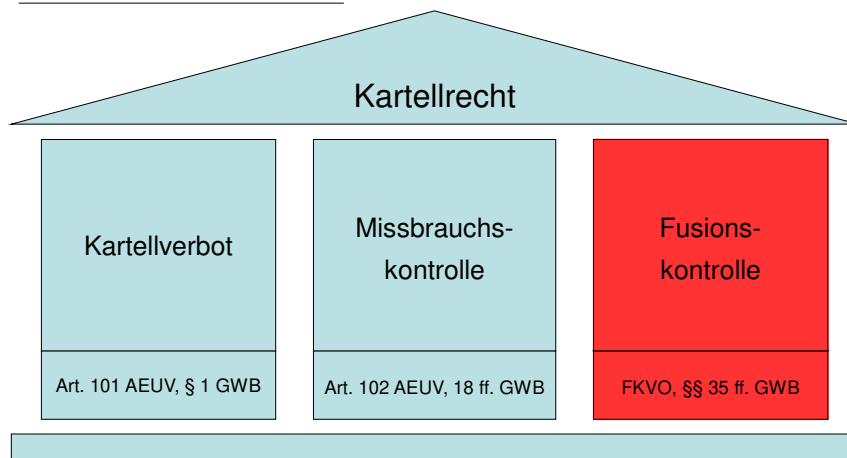 Kartellrecht
Kartellverbot
Missbrauchs-
kontrolle
Fusions-
kontrolle
Art. 101 AEUV, § 1 GWB
Art. 102 AEUV, 18 ff. GWB
FKVO, §§ 35 ff. GWB